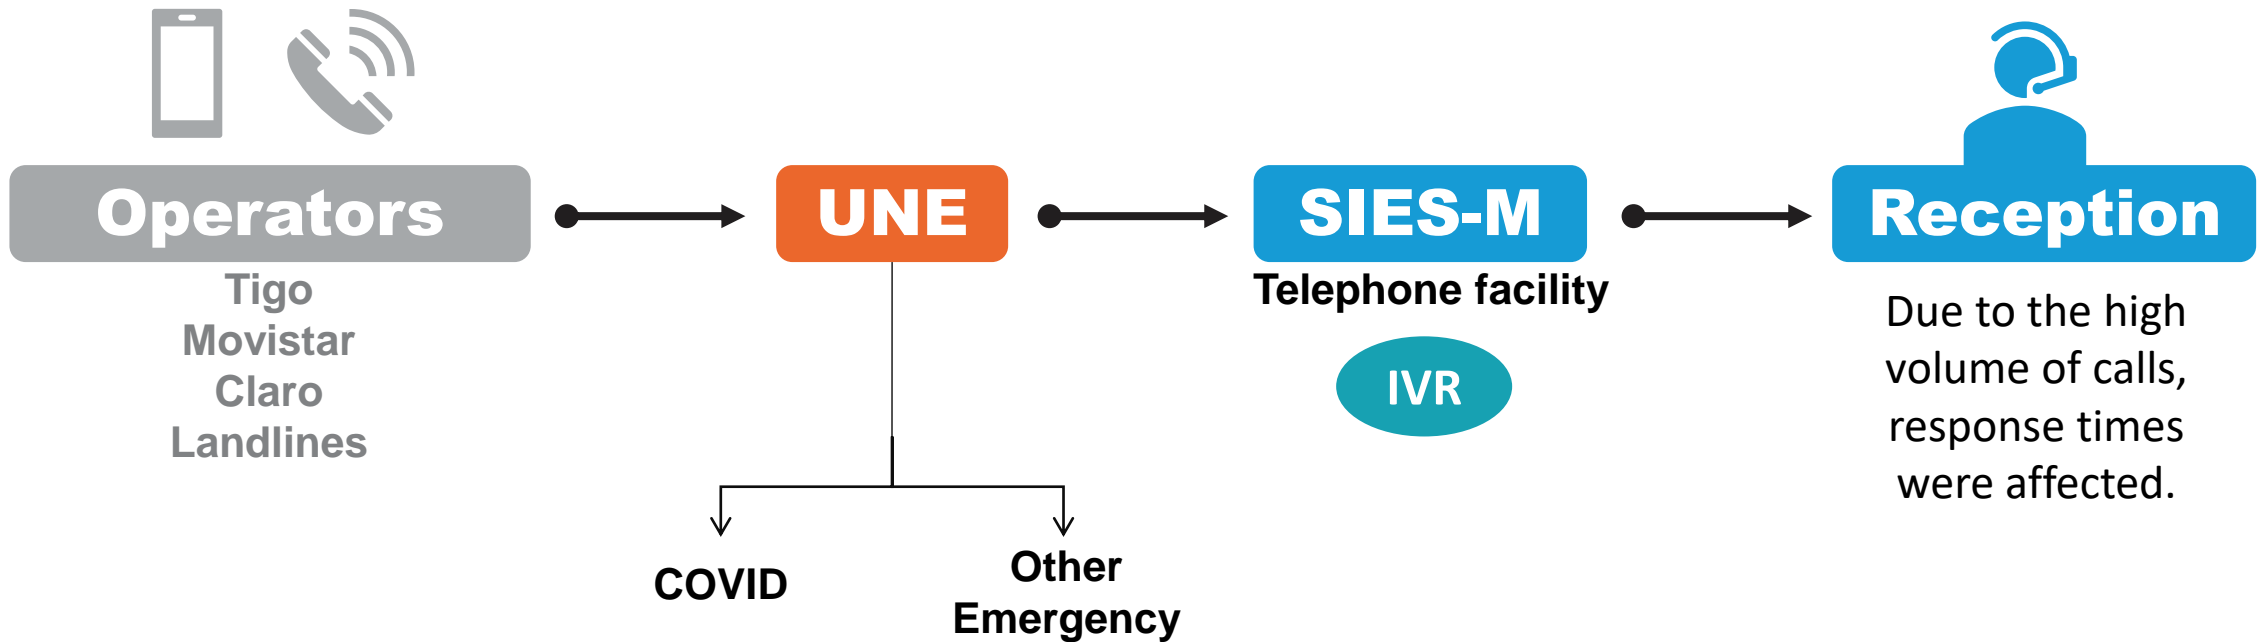 Operators
Tigo
Movistar
Claro
Landlines
UNE
COVID
Other
Emergency
SIES-M
Telephone facility
IVR
Reception
Due to the high
volume of calls,
response times
were affected.